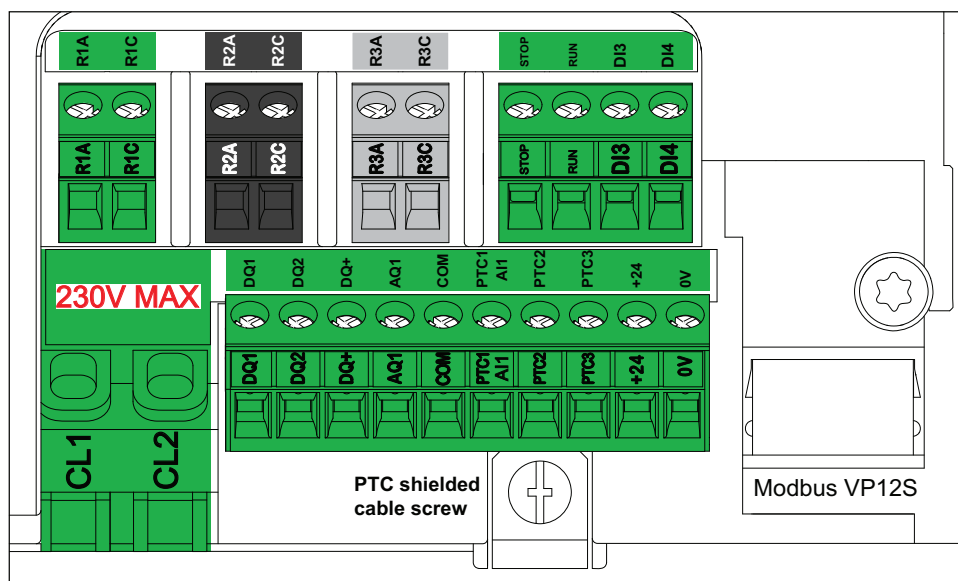 R1A R1C R2A R2C R3A R3C STOP RUN DI3 DI4
R1A R1C R2A R2C R3A R3C STOP RUN DI3 DI4
DQ1 DQ2 DQ+ AQ1 COM PTC1 AI1 PTC2 PTC3 +24 0V
230V MAX
DQ1 DQ2 DQ+ AQ1 COM PTC1 AI1 PTC2 PTC3 +24 0V
CL1 CL2
PTC shielded
cable screw
Modbus VP12S